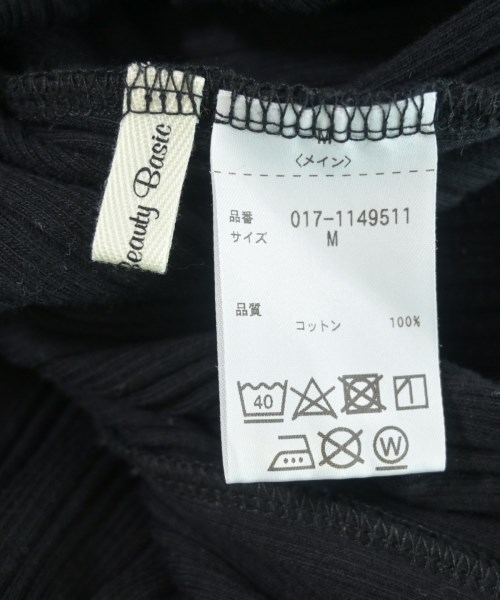 Beauty Basic
M
〈メイン〉
品番 017-1149511
サイズ M
品質
コットン 100%
40
W